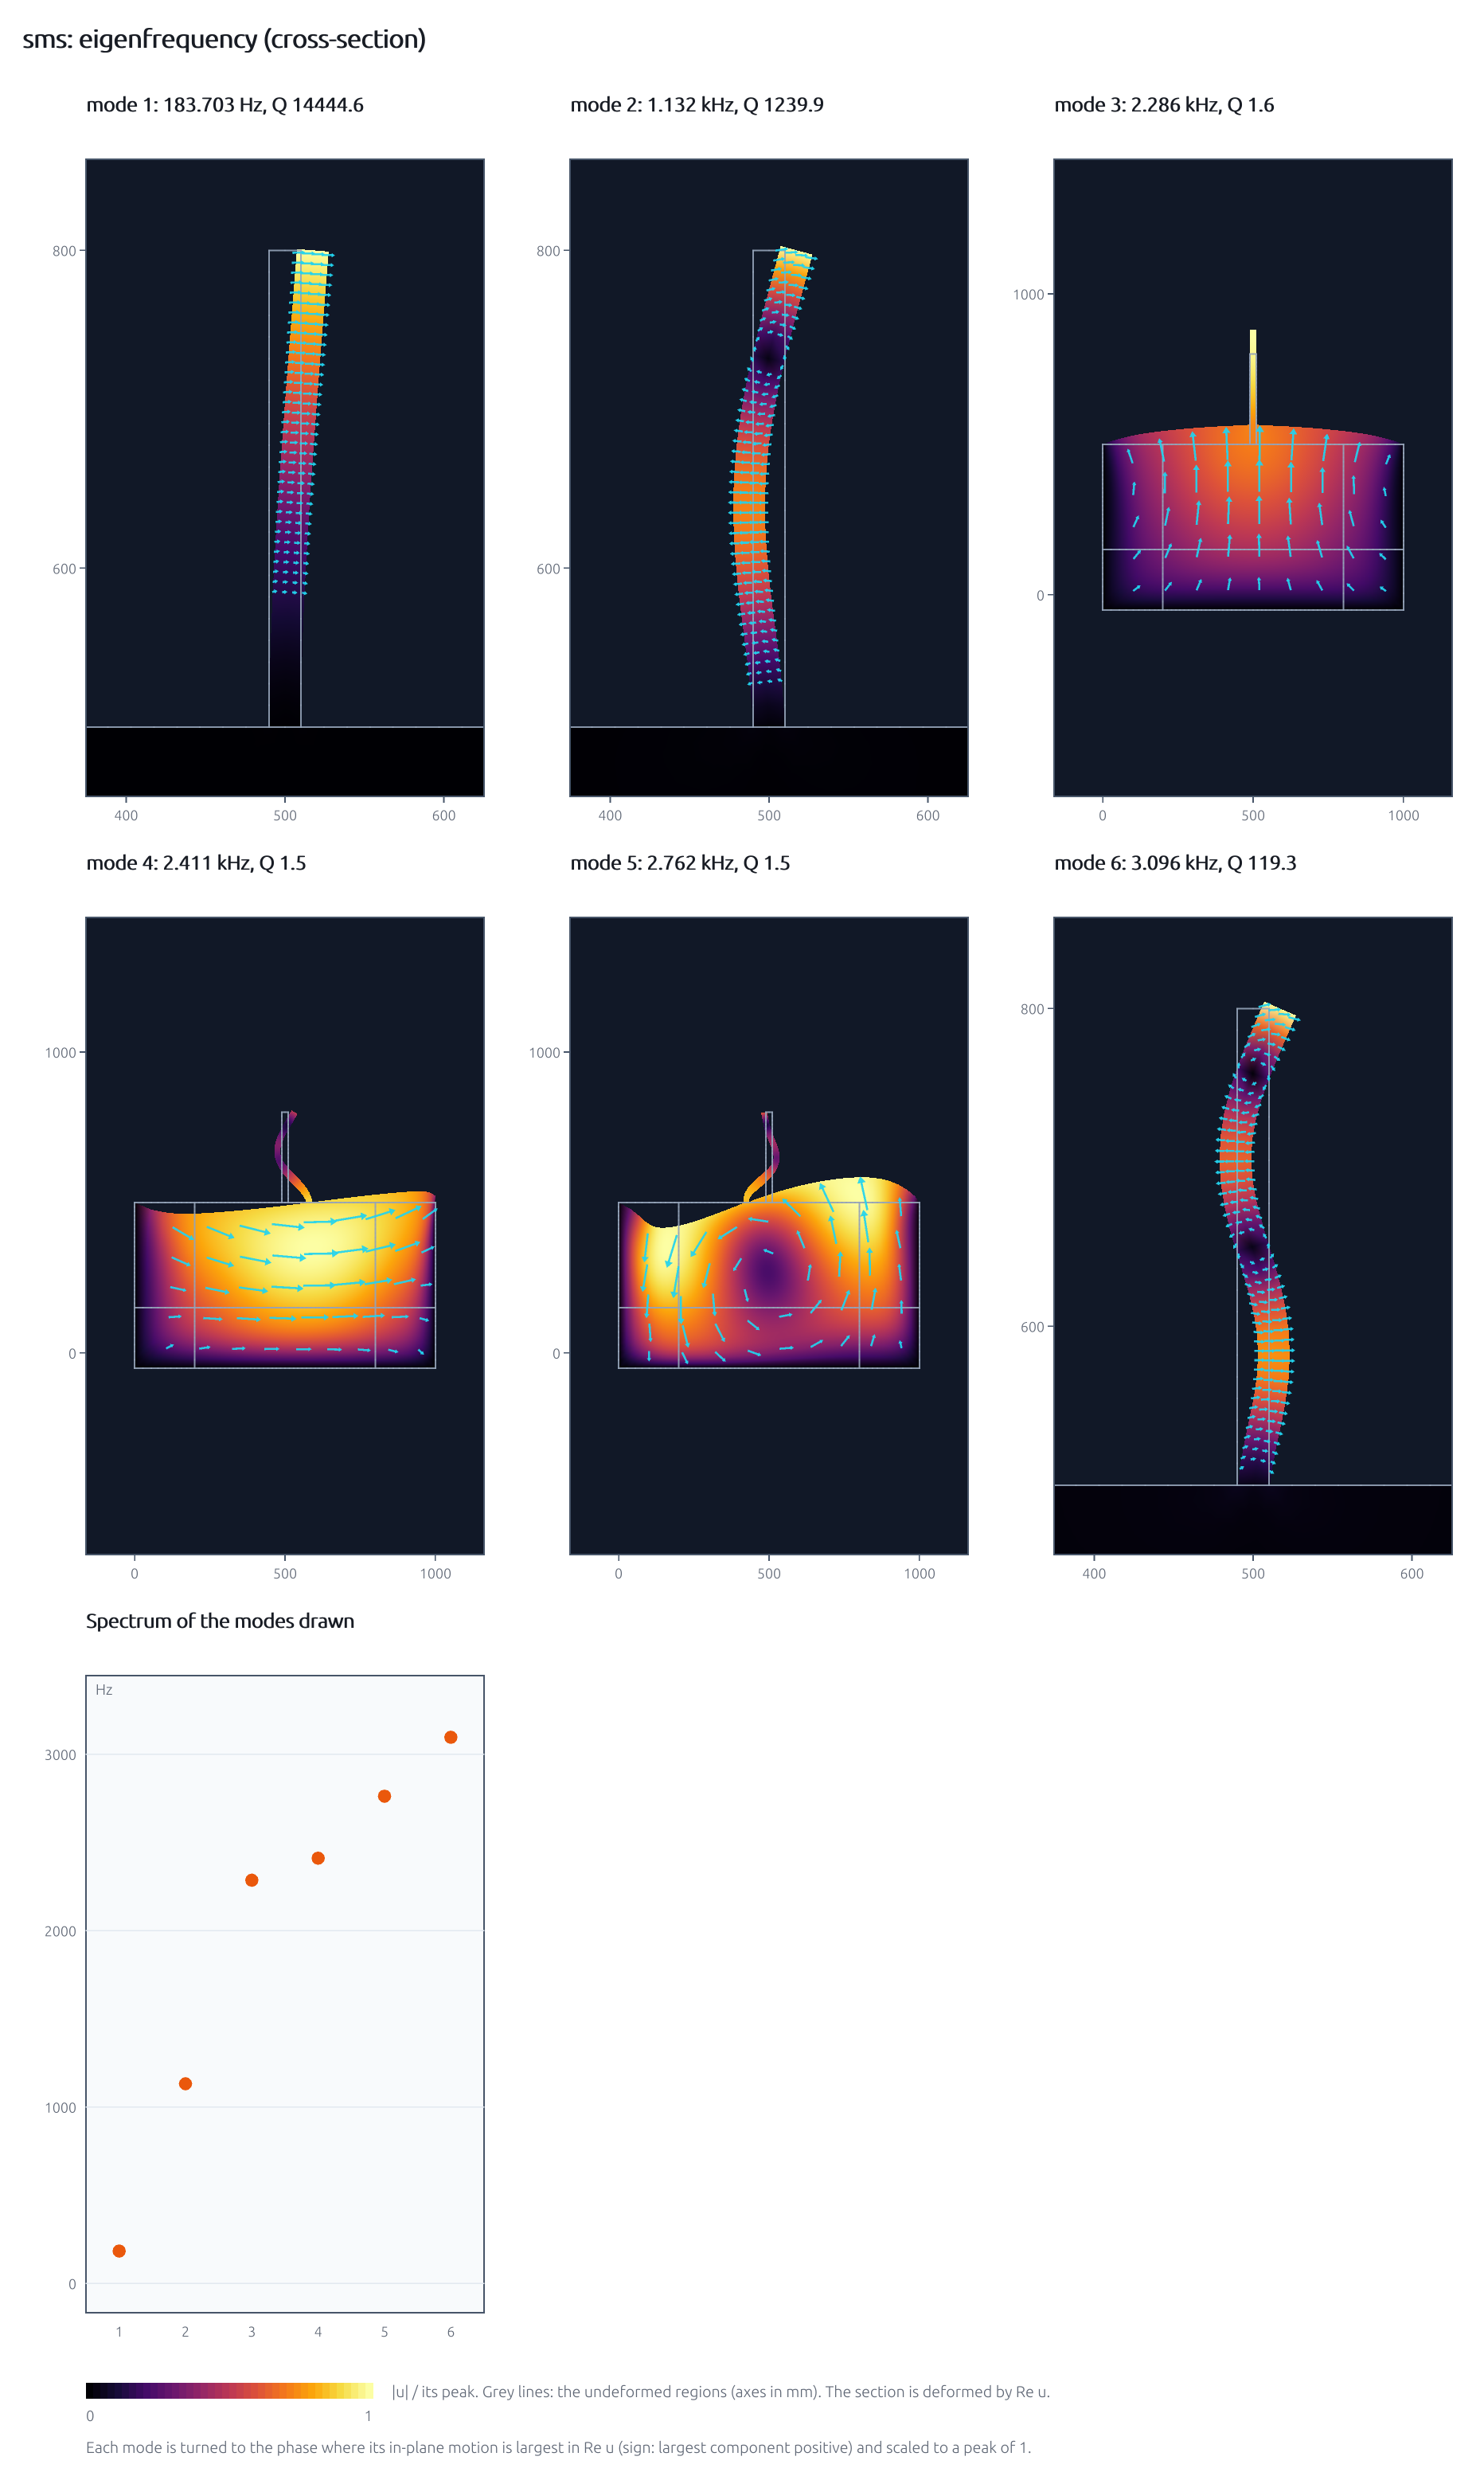 sms: eigenfrequency (cross-section)
mode 1: 183.703 Hz, Q 14444.6
mode 2: 1.132 kHz, Q 1239.9
mode 3: 2.286 kHz, Q 1.6
800
600
400 500 600
800
600
400 500 600
1000
0
0 500 1000
mode 4: 2.411 kHz, Q 1.5
mode 5: 2.762 kHz, Q 1.5
mode 6: 3.096 kHz, Q 119.3
1000
0
0 500 1000
1000
0
0 500 1000
800
600
400 500 600
Spectrum of the modes drawn
Hz
3000
2000
1000
0
1 2 3 4 5 6
|u| / its peak. Grey lines: the undeformed regions (axes in mm). The section is deformed by Re u.
0 1
Each mode is turned to the phase where its in-plane motion is largest in Re u (sign: largest component positive) and scaled to a peak of 1.